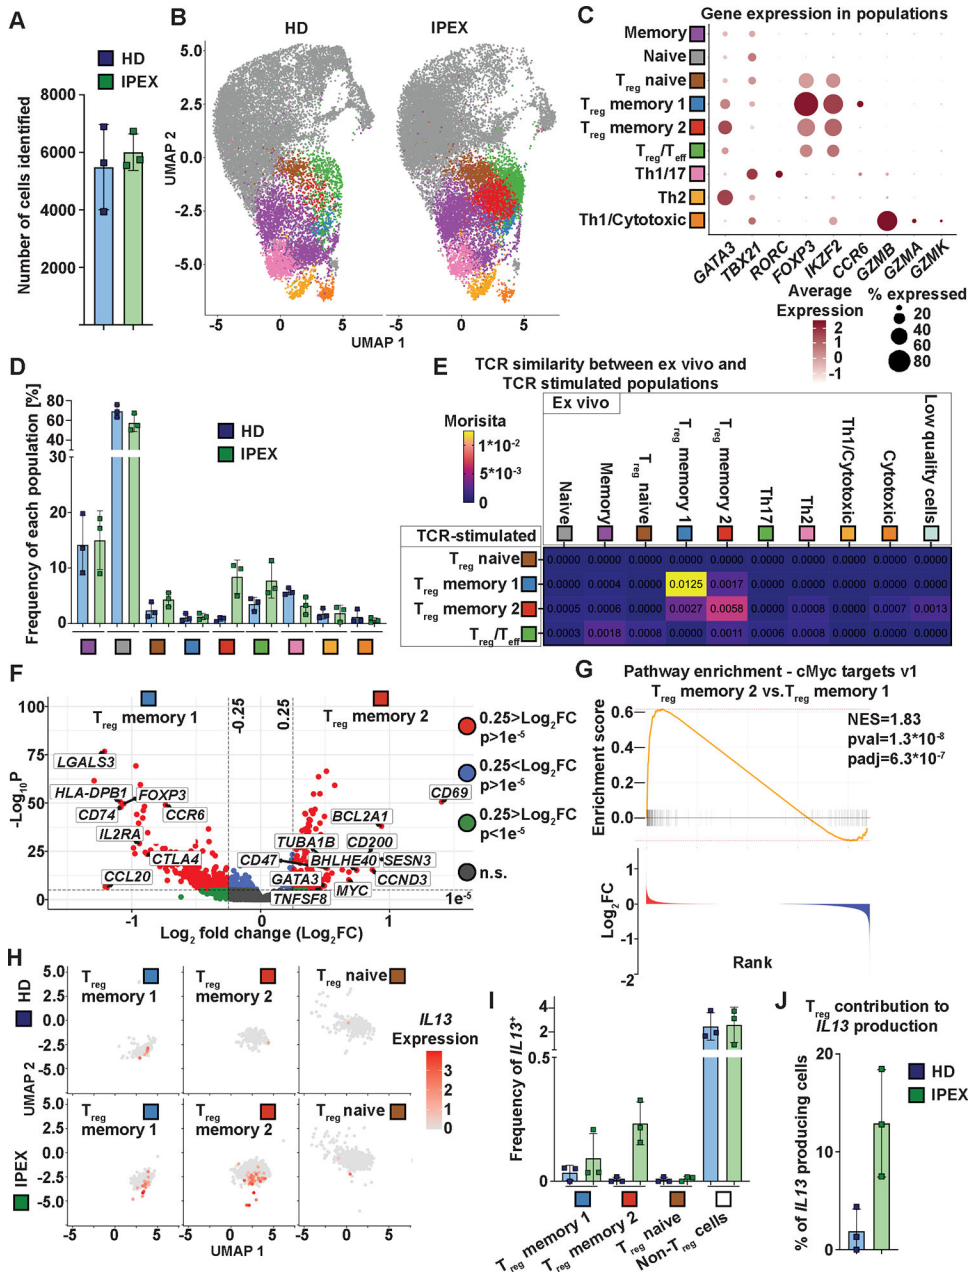 A
HD
IPEX
Number of cells identified
8000
6000
4000
2000
B
HD
IPEX
UMAP 2
5.0
2.5
0.0
-2.5
-5.0
-5 0 5
-5 0 5
UMAP 1
C
Gene expression in populations
Memory
Naive
Treg naive
Treg memory 1
Treg memory 2
Treg/Teff
Th1/17
Th2
Th1/Cytotoxic
GATA3 TBX21 RORC FOXP3 IKZF2 CCR6 GZMB GZMA GZMK
Average Expression
2
1
0
-1
% expressed
20
40
60
80
D
Frequency of each population [%]
80
60
40
30
20
10
0
HD
IPEX
E
TCR similarity between ex vivo and
TCR stimulated populations
Morisita
1*10-2
5*10-3
0
Ex vivo
Naive
Memory
Treg naive
Treg memory 1
Treg memory 2
Th17
Th2
Th1/Cytotoxic
Cytotoxic
Low quality cells
TCR-stimulated
Treg naive 0.0000 0.0000 0.0000 0.0000 0.0000 0.0000 0.0000 0.0000 0.0000 0.0000
Treg memory 1 0.0000 0.0004 0.0000 0.0125 0.0017 0.0000 0.0000 0.0000 0.0000 0.0000
Treg memory 2 0.0005 0.0006 0.0000 0.0027 0.0058 0.0000 0.0008 0.0000 0.0007 0.0013
Treg/Teff 0.0003 0.0018 0.0008 0.0000 0.0011 0.0006 0.0008 0.0000 0.0000 0.0000
F
-Log10P
100
75
50
25
0
Treg memory 1
-0.25
0.25
Treg memory 2
LGALS3
HLA-DPB1
FOXP3
CD74
CCR6
IL2RA
CTLA4
CCL20
CD69
BCL2A1
TUBA1B
CD200
CD47
BHLHE40
SESN3
GATA3
CCND3
MYC
TNFSF8
1e-5
-1 0 1
Log2 fold change (Log2FC)
0.25>Log2FC
p>1e-5
0.25<Log2FC
p>1e-5
0.25>Log2FC
p<1e-5
n.s.
G
Pathway enrichment - cMyc targets v1
Treg memory 2 vs.Treg memory 1
Enrichment score
0.6
0.4
0.2
0.0
NES=1.83
pval=1.3*10-8
padj=6.3*10-7
Log2FC
1
0
-1
-2
Rank
H
HD
IPEX
UMAP 2
5.0
2.5
0.0
-2.5
-5.0
5.0
2.5
0.0
-2.5
-5.0
Treg memory 1
Treg memory 2
Treg naive
Treg memory 1
Treg memory 2
Treg naive
-5 0 5
-5 0 5
-5 0 5
UMAP 1
IL13
Expression
3
2
1
0
I
Frequency of IL13+
4
2
0.5
0
Treg memory 1
Treg memory 2
Treg naive
Non-Treg cells
J
Treg contribution to
IL13 production
% of IL13 producing cells
20
10
0
HD
IPEX